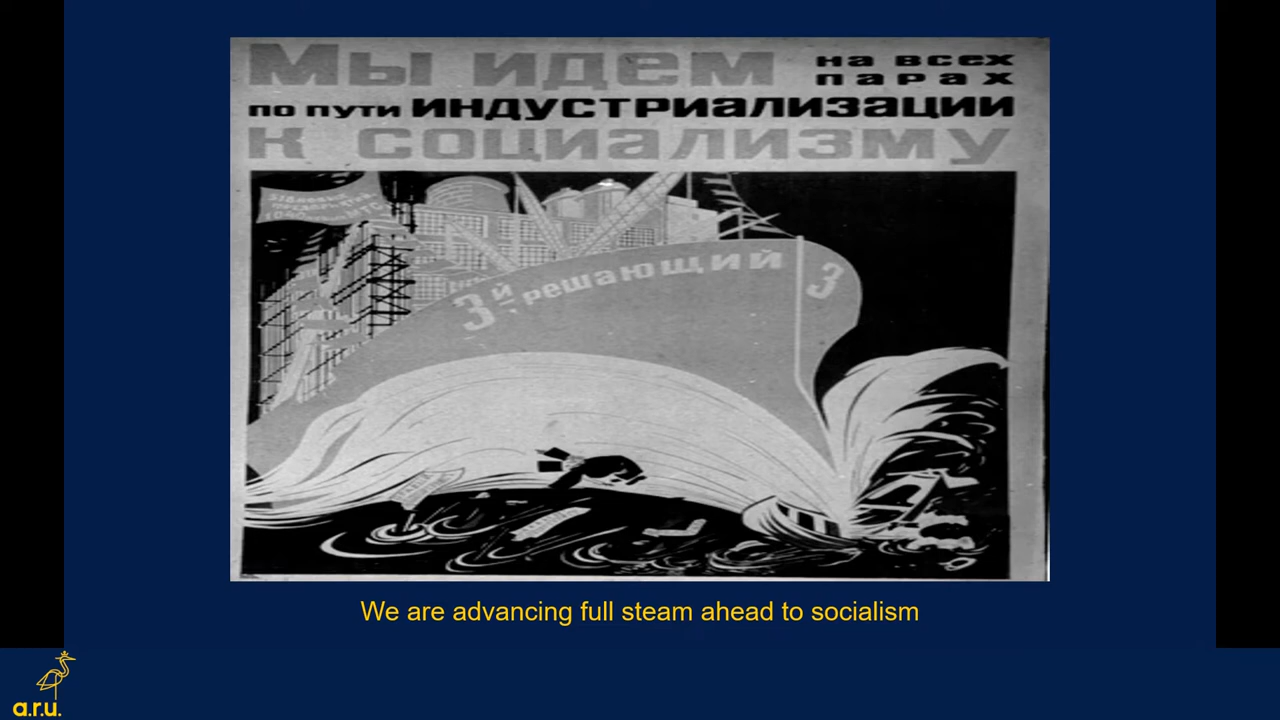 Мы идем на всех
парах
по пути индустриализации
к социализму
3й решающий 3
We are advancing full steam ahead to socialism
a.r.u.